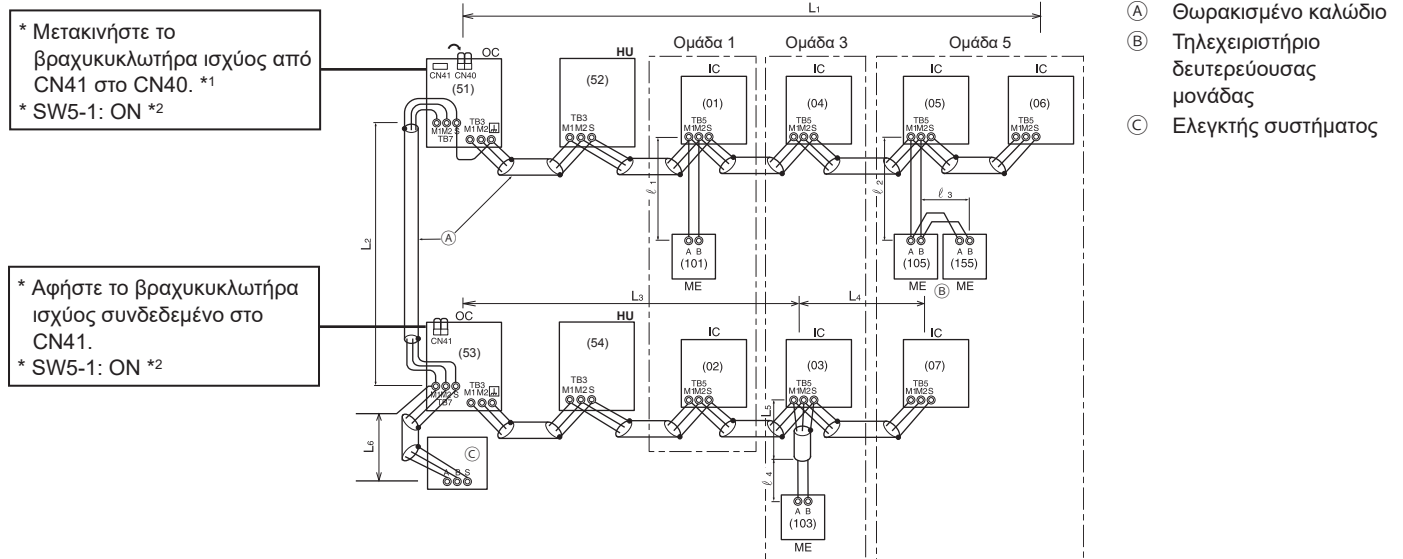 * Μετακινήστε το
βραχυκυκλωτήρα ισχύος από
CN41 στο CN40. *1
* SW5-1: ON *2
* Αφήστε το βραχυκυκλωτήρα
ισχύος συνδεδεμένο στο
CN41.
* SW5-1: ON *2
L1
Ομάδα 1 Ομάδα 3 Ομάδα 5
OC HU IC IC IC IC
CN41 CN40
(51) (52) (01) (04) (05) (06)
TB3 TB3 TB5 TB5 TB5 TB5
M1M2 S M1M2 M1M2 S M1M2S M1M2S M1M2S M1M2S
TB7
L2
Ⓐ
ℓ1 ℓ2 ℓ3
A B A B A B
(101) (105) (155)
ME ME Ⓑ ME
L3 L4
OC HU IC IC IC
CN41
(53) (54) (02) (03) (07)
TB3 TB3 TB5 TB5 TB5
M1M2 S M1M2 M1M2 S M1M2S M1M2S M1M2S
TB7
L5
L6
Ⓒ
A B S
ℓ4
A B
(103)
ME
Ⓐ Θωρακισμένο καλώδιο
Ⓑ Τηλεχειριστήριο
δευτερεύουσας
μονάδας
Ⓒ Ελεγκτής συστήματος